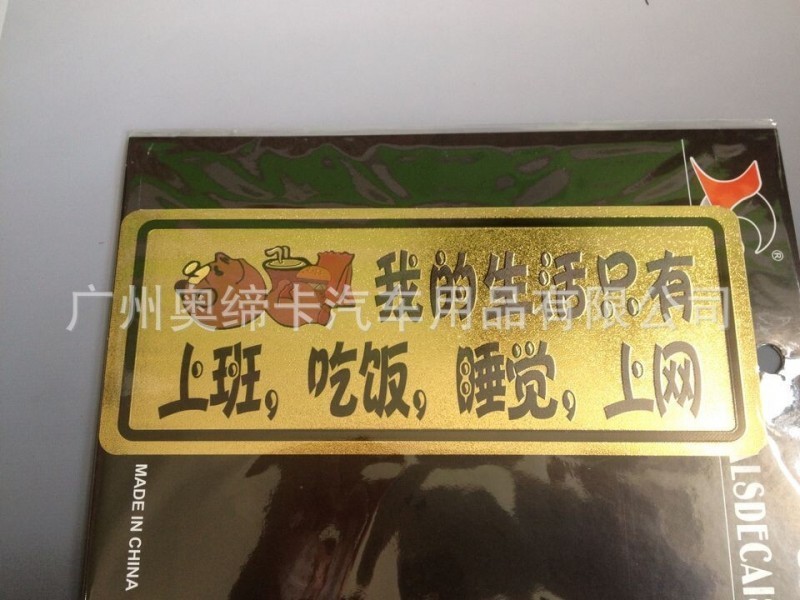 我的生活只有
上班，吃饭，睡觉，上网
广州奥缔卡汽车用品有限公司
MADE IN CHINA
ALSDECALS
®